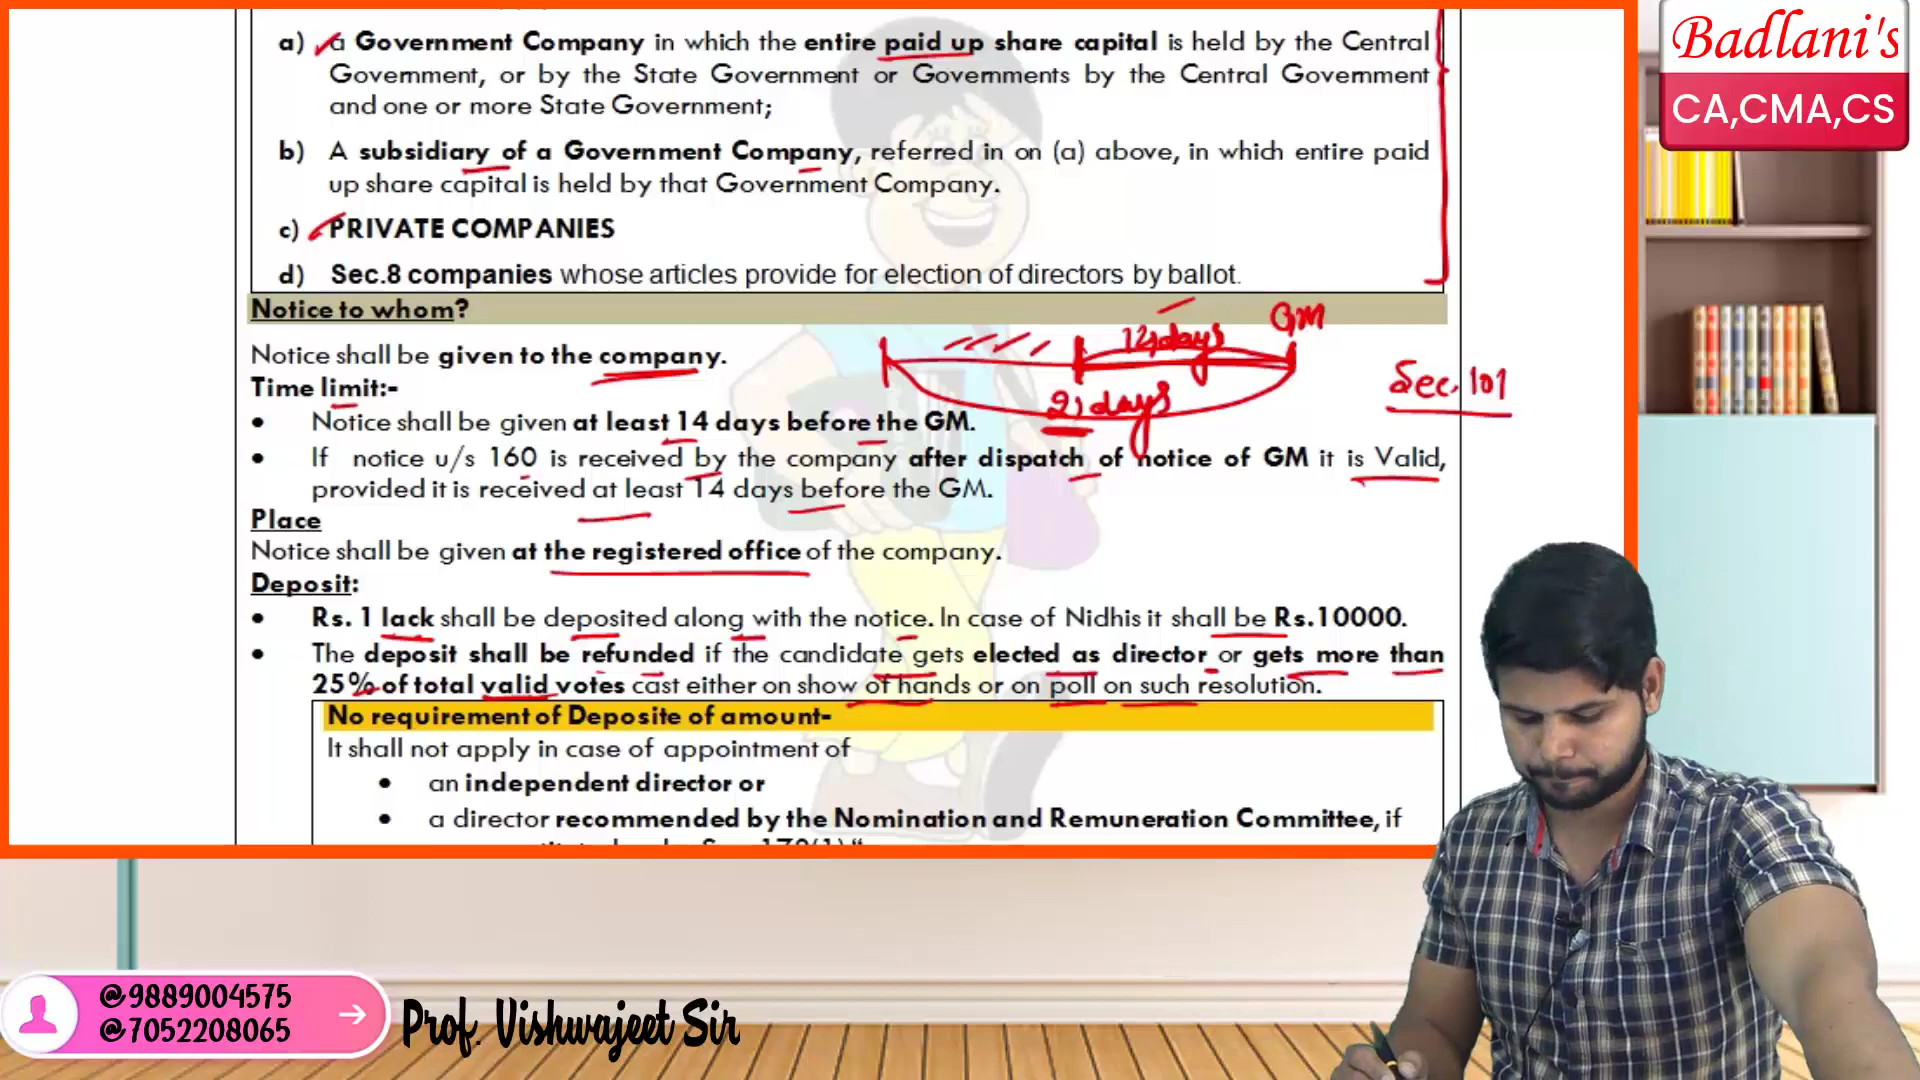 Badlani's
CA,CMA,CS
a) a Government Company in which the entire paid up share capital is held by the Central
Government, or by the State Government or Governments by the Central Government
and one or more State Government;
b) A subsidiary of a Government Company, referred in on (a) above, in which entire paid
up share capital is held by that Government Company.
c) PRIVATE COMPANIES
d) Sec.8 companies whose articles provide for election of directors by ballot.
Notice to whom?
GM
days
Notice shall be given to the company.
Sec. 101
Time limit:-
21 days
• Notice shall be given at least 14 days before the GM.
• If notice u/s 160 is received by the company after dispatch of notice of GM it is Valid,
provided it is received at least 14 days before the GM.
Place
Notice shall be given at the registered office of the company.
Deposit:
• Rs. 1 lack shall be deposited along with the notice. In case of Nidhis it shall be Rs.10000.
• The deposit shall be refunded if the candidate gets elected as director or gets more than
25% of total valid votes cast either on show of hands or on poll on such resolution.
No requirement of Deposite of amount-
It shall not apply in case of appointment of
• an independent director or
• a director recommended by the Nomination and Remuneration Committee, if
@9889004575
@7052208065
Prof. Vishwajeet Sir